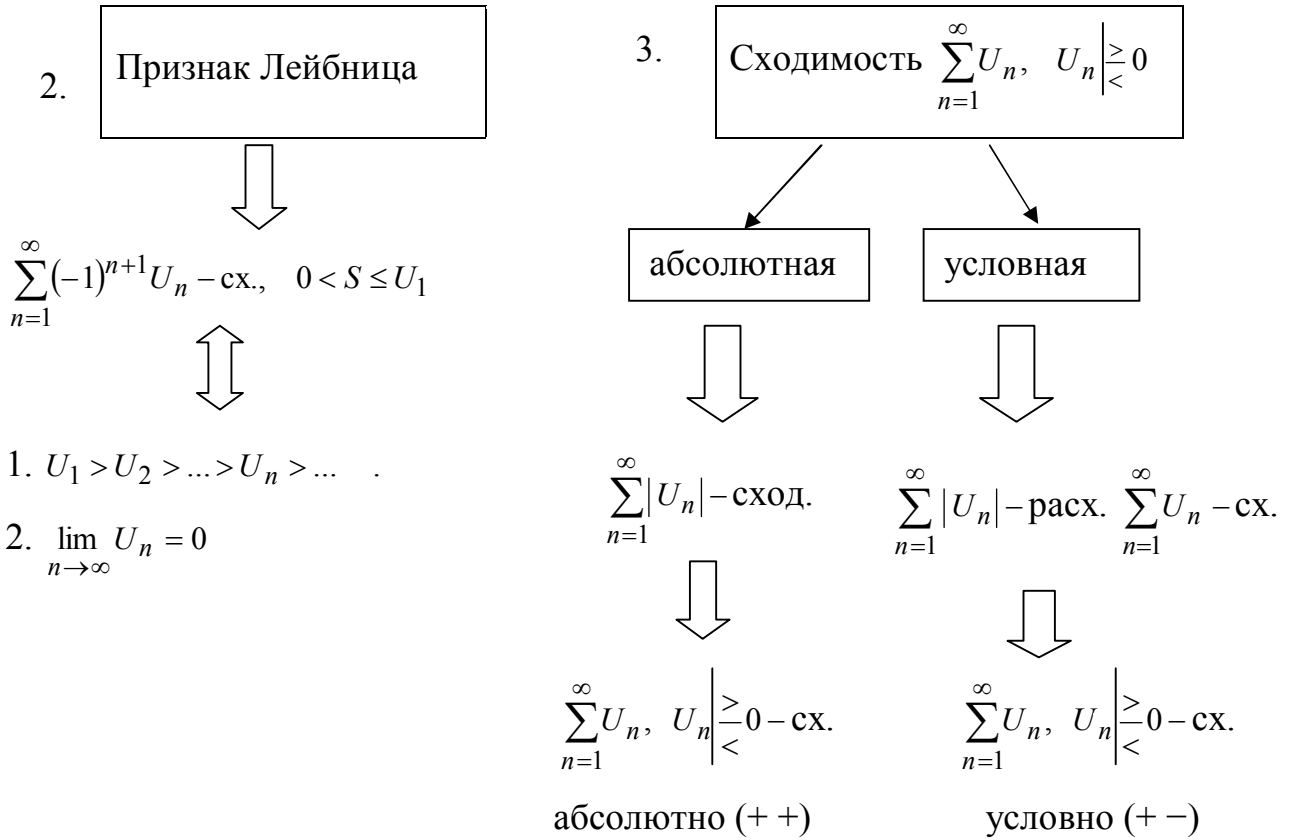 2.
Признак Лейбница
∑_{n=1}^{∞} (−1)^{n+1} U_n − сх., 0 < S ≤ U_1
1. U_1 > U_2 > ... > U_n > ... .
2. lim_{n→∞} U_n = 0
3.
Сходимость ∑_{n=1}^{∞} U_n, U_n | ≥ < 0
абсолютная
условная
∑_{n=1}^{∞} |U_n| − сход.
∑_{n=1}^{∞} |U_n| − расх. ∑_{n=1}^{∞} U_n − сх.
∑_{n=1}^{∞} U_n, U_n | ≥ < 0 − сх.
∑_{n=1}^{∞} U_n, U_n | ≥ < 0 − сх.
абсолютно (+ +)
условно (+ −)